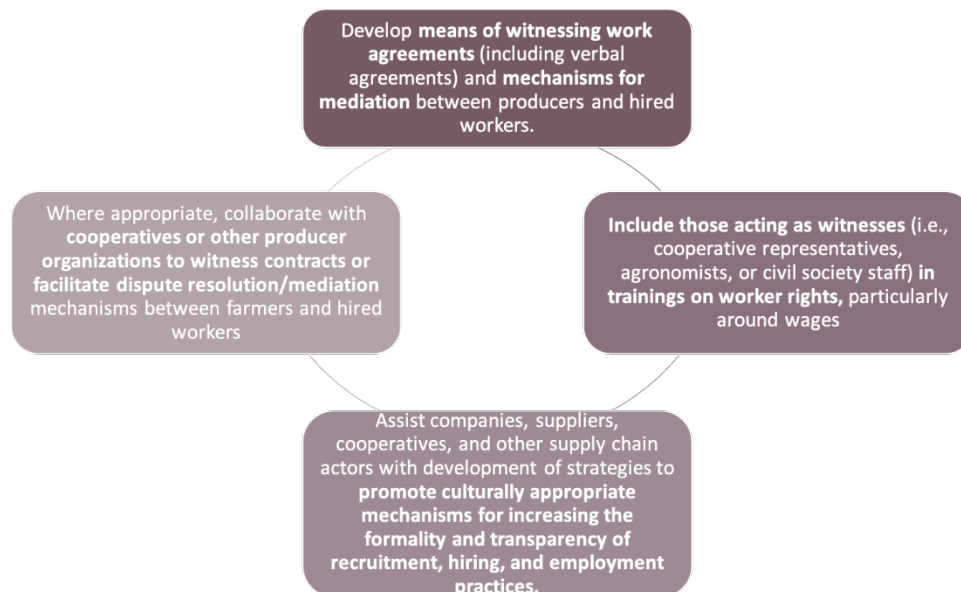 Develop means of witnessing work
agreements (including verbal
agreements) and mechanisms for
mediation between producers and hired
workers.
Include those acting as witnesses (i.e.,
cooperative representatives,
agronomists, or civil society staff) in
trainings on worker rights, particularly
around wages
Assist companies, suppliers,
cooperatives, and other supply chain
actors with development of strategies to
promote culturally appropriate
mechanisms for increasing the
formality and transparency of
recruitment, hiring, and employment
practices.
Where appropriate, collaborate with
cooperatives or other producer
organizations to witness contracts or
facilitate dispute resolution/mediation
mechanisms between farmers and hired
workers